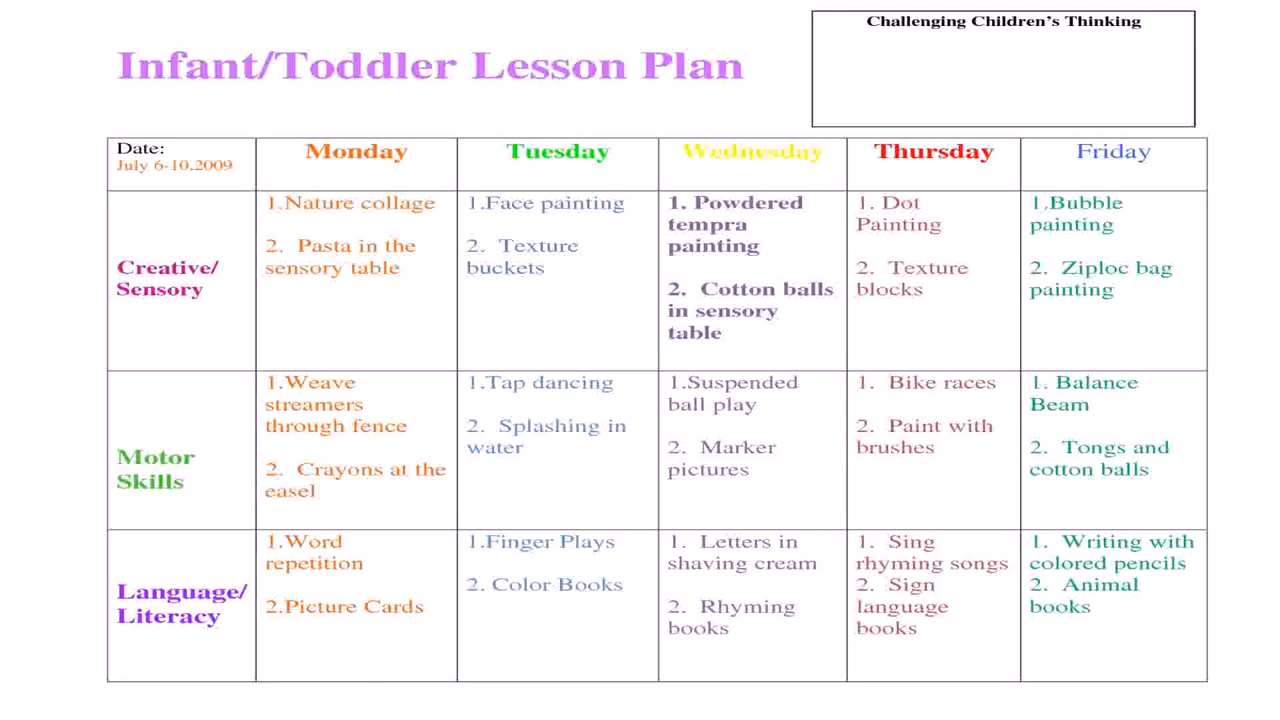 Challenging Children's Thinking
Infant/Toddler Lesson Plan
Date:
July 6-10.2009
Monday
Tuesday
Wednesday
Thursday
Friday
Creative/
Sensory
1.Nature collage
2. Pasta in the
sensory table
1.Face painting
2. Texture
buckets
1. Powdered
tempra
painting
2. Cotton balls
in sensory
table
1. Dot
Painting
2. Texture
blocks
1.Bubble
painting
2. Ziploc bag
painting
Motor
Skills
1.Weave
streamers
through fence
2. Crayons at the
easel
1.Tap dancing
2. Splashing in
water
1.Suspended
ball play
2. Marker
pictures
1. Bike races
2. Paint with
brushes
1. Balance
Beam
2. Tongs and
cotton balls
Language/
Literacy
1.Word
repetition
2.Picture Cards
1.Finger Plays
2. Color Books
1. Letters in
shaving cream
2. Rhyming
books
1. Sing
rhyming songs
2. Sign
language
books
1. Writing with
colored pencils
2. Animal
books